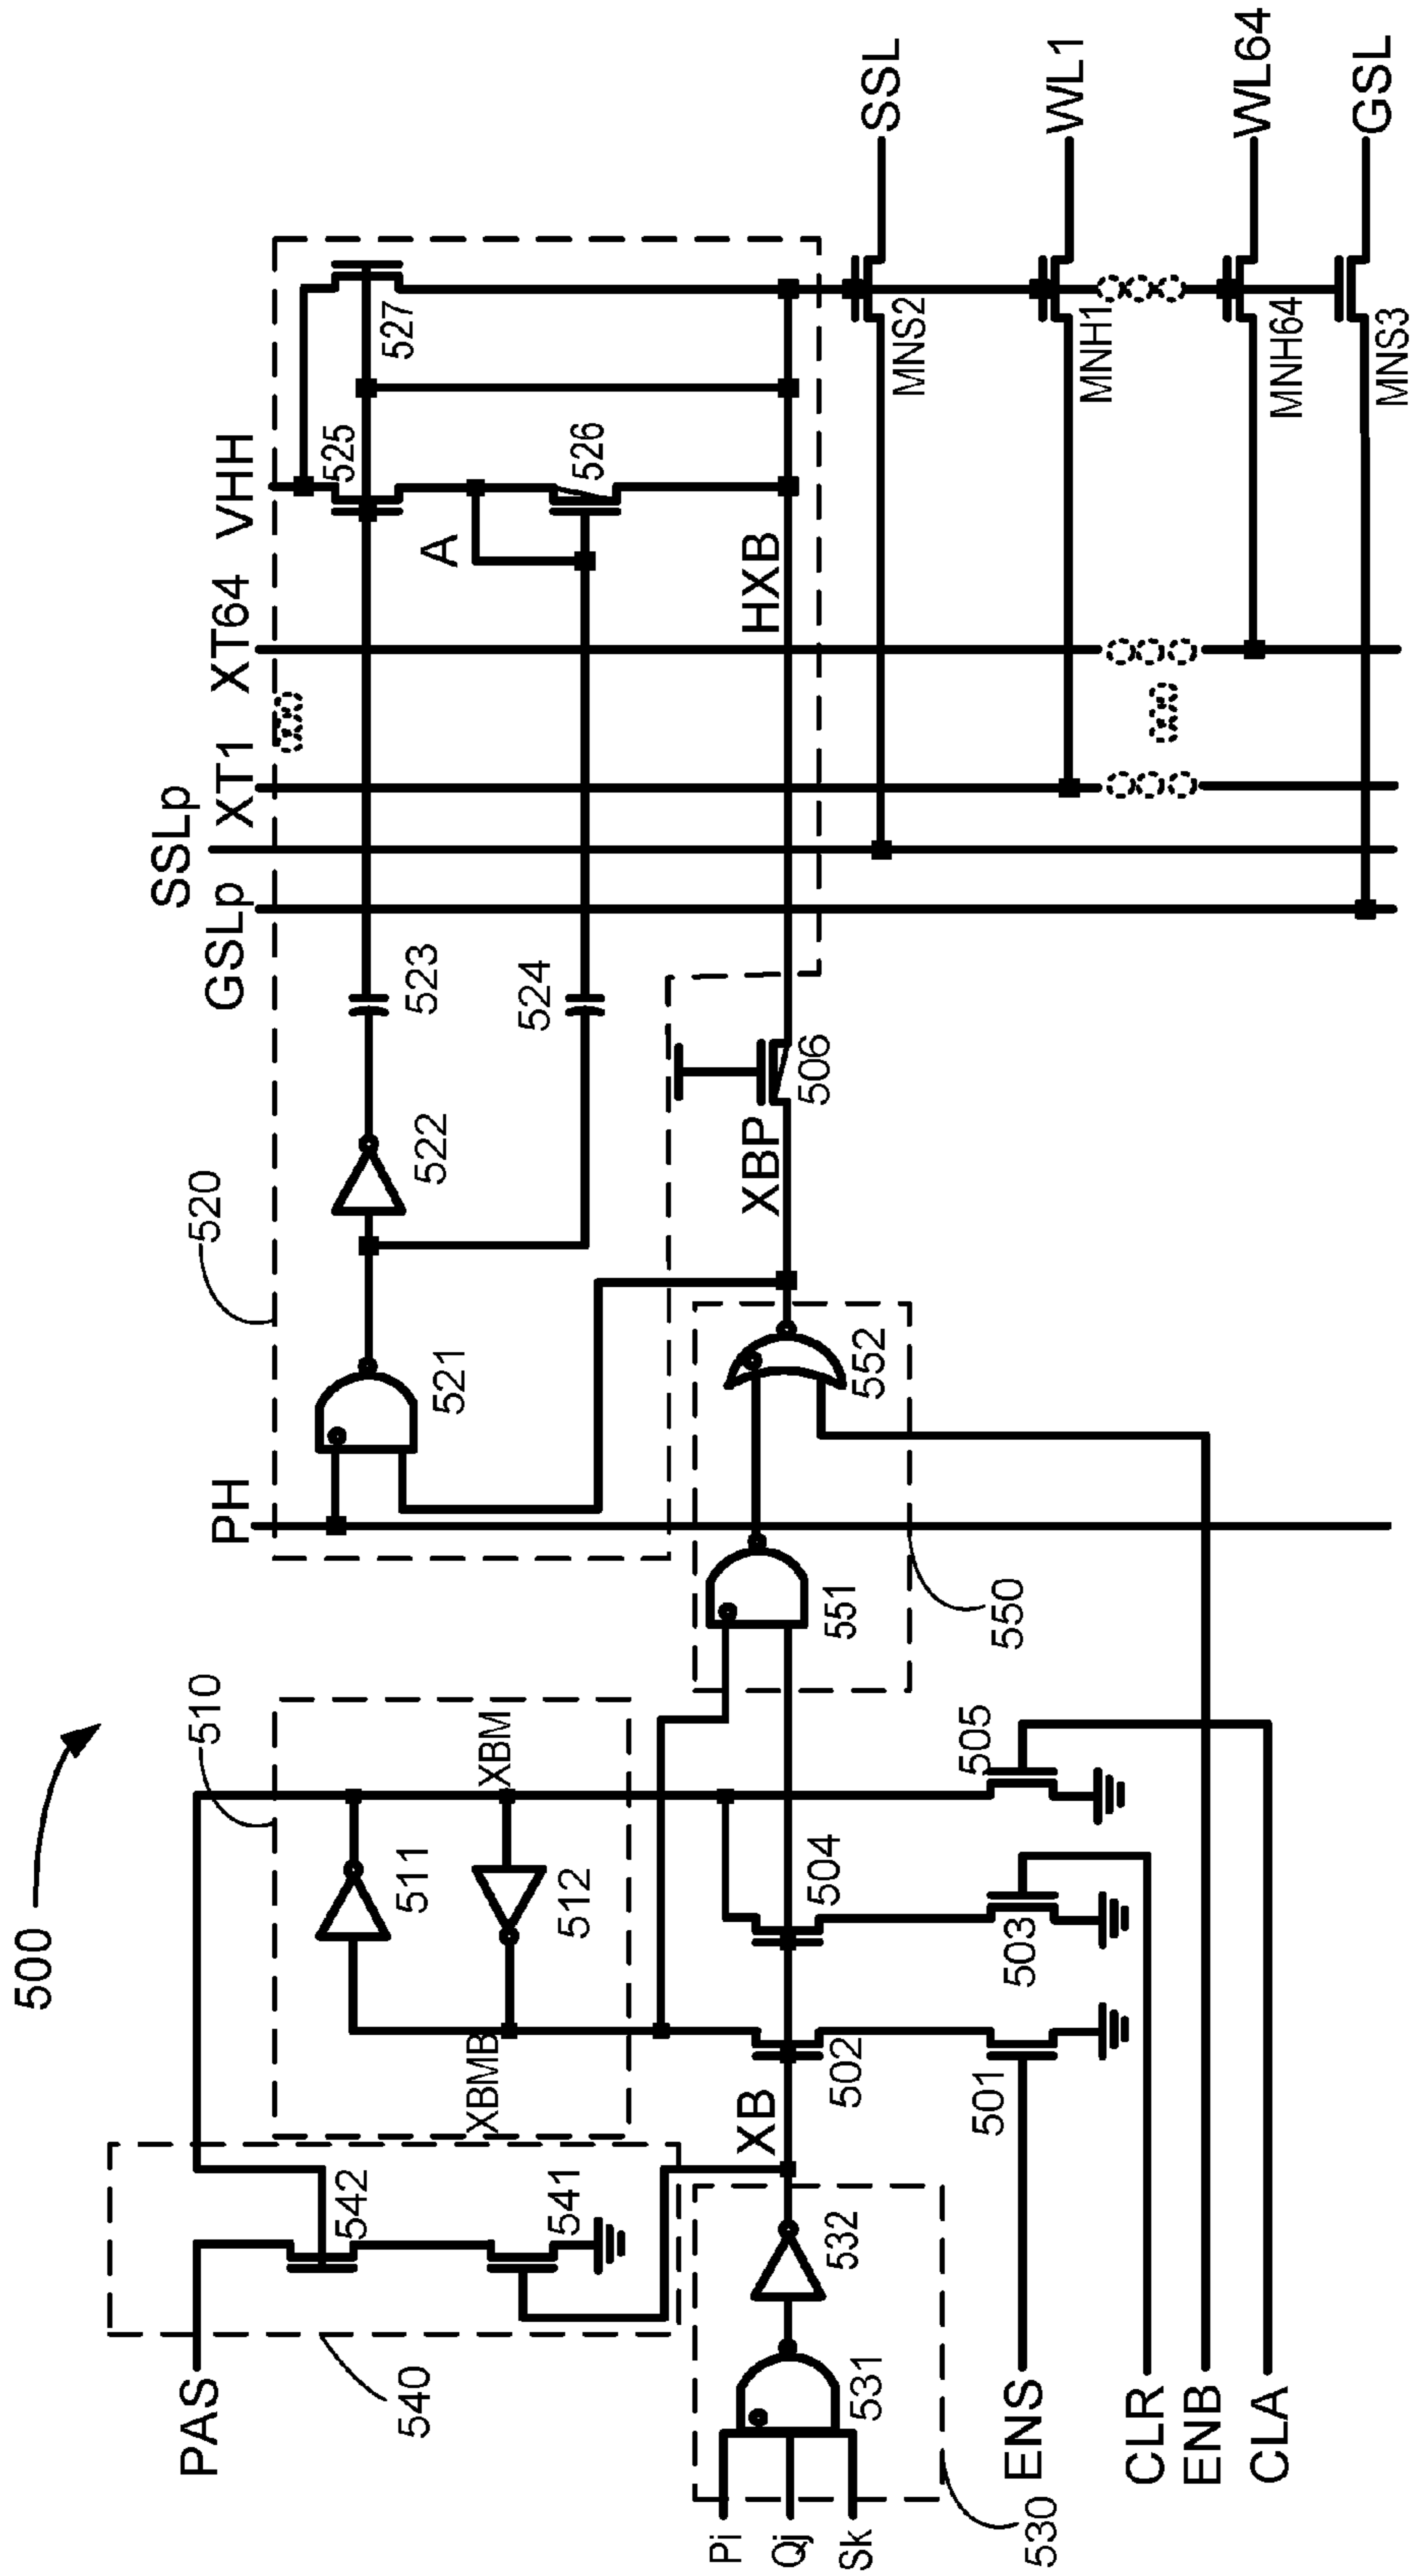 500
PAS
540
542
541
XBMB
XBM
510
511
512
PH
520
521
522
523
524
GSLp
SSLp
XT1
XT64
VHH
525
527
526
A
HXB
XBP
506
552
551
550
505
504
503
502
501
XB
532
531
530
Pi
Qj
Sk
ENS
CLR
ENB
CLA
MNS2
MNH1
MNH64
MNS3
SSL
WL1
WL64
GSL